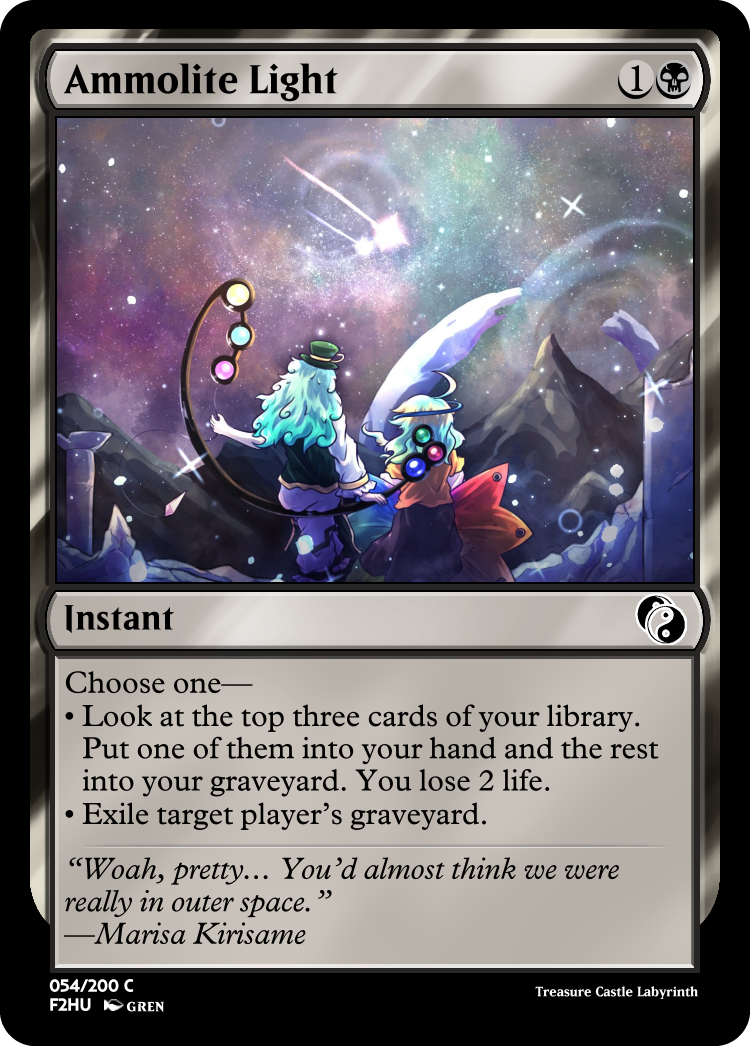 Ammolite Light
1
Instant
Choose one—
• Look at the top three cards of your library.
Put one of them into your hand and the rest
into your graveyard. You lose 2 life.
• Exile target player’s graveyard.
“Woah, pretty… You’d almost think we were
really in outer space.”
—Marisa Kirisame
054/200 C
F2HU GREN
Treasure Castle Labyrinth